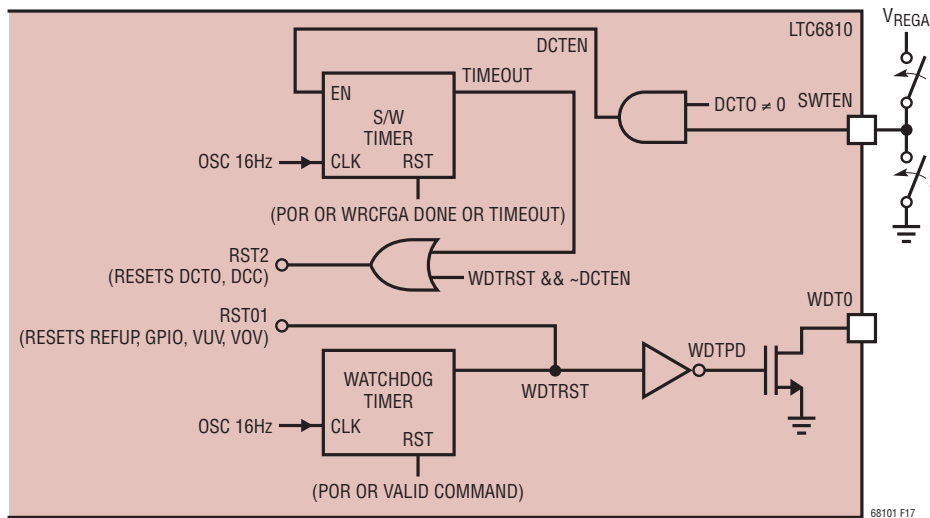 LTC6810
VREGA
DCTEN
TIMEOUT
EN
S/W
TIMER
DCTO ≠ 0
SWTEN
OSC 16Hz
CLK
RST
(POR OR WRCFGA DONE OR TIMEOUT)
RST2
(RESETS DCTO, DCC)
WDTRST && ~DCTEN
RST01
(RESETS REFUP, GPIO, VUV, VOV)
WDT0
WDTPD
WATCHDOG
TIMER
WDTRST
OSC 16Hz
CLK
RST
(POR OR VALID COMMAND)
68101 F17